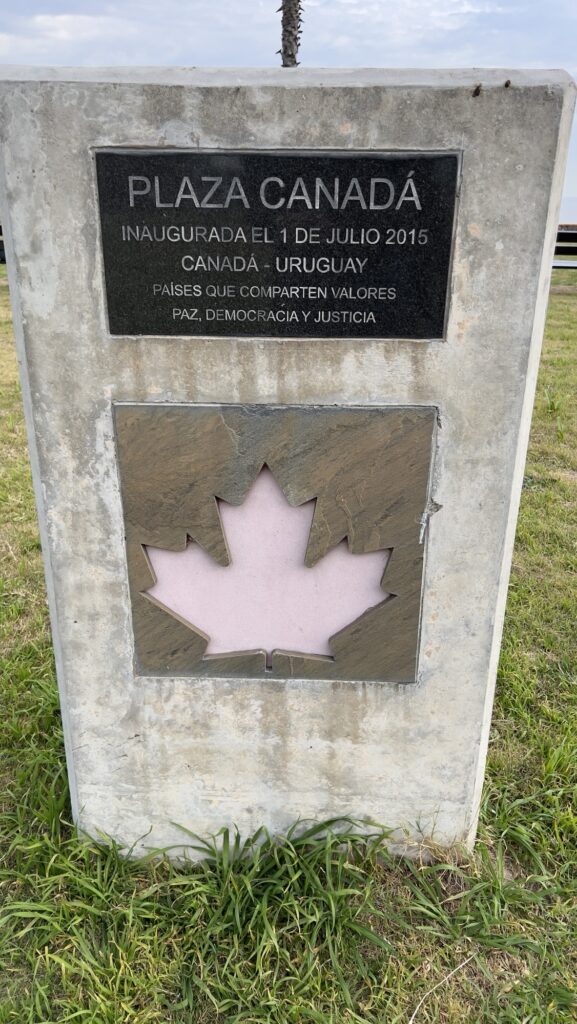 PLAZA CANADÁ
INAUGURADA EL 1 DE JULIO 2015
CANADÁ - URUGUAY
PAÍSES QUE COMPARTEN VALORES
PAZ, DEMOCRACIA Y JUSTICIA